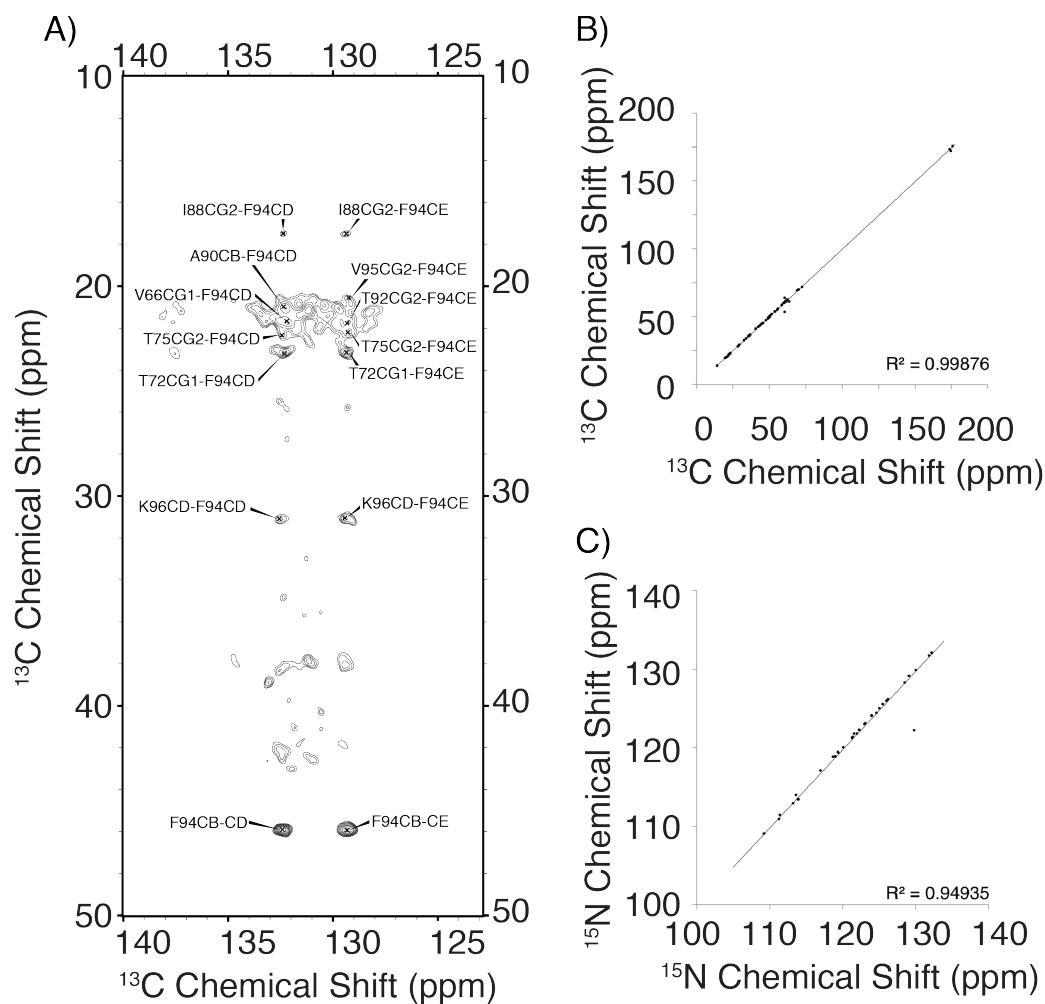 A)
140 135 130 125
10 10
I88CG2-F94CD I88CG2-F94CE
A90CB-F94CD
V95CG2-F94CE
20 20
V66CG1-F94CD T92CG2-F94CE
T75CG2-F94CD T75CG2-F94CE
T72CG1-F94CD T72CG1-F94CE
30 30
K96CD-F94CD K96CD-F94CE
40 40
F94CB-CD F94CB-CE
50 50
140 135 130 125
¹³C Chemical Shift (ppm)
¹³C Chemical Shift (ppm)
B)
¹³C Chemical Shift (ppm)
200
150
100
50
0
R² = 0.99876
0 50 100 150 200
¹³C Chemical Shift (ppm)
C)
¹⁵N Chemical Shift (ppm)
140
130
120
110
100
R² = 0.94935
100 110 120 130 140
¹⁵N Chemical Shift (ppm)